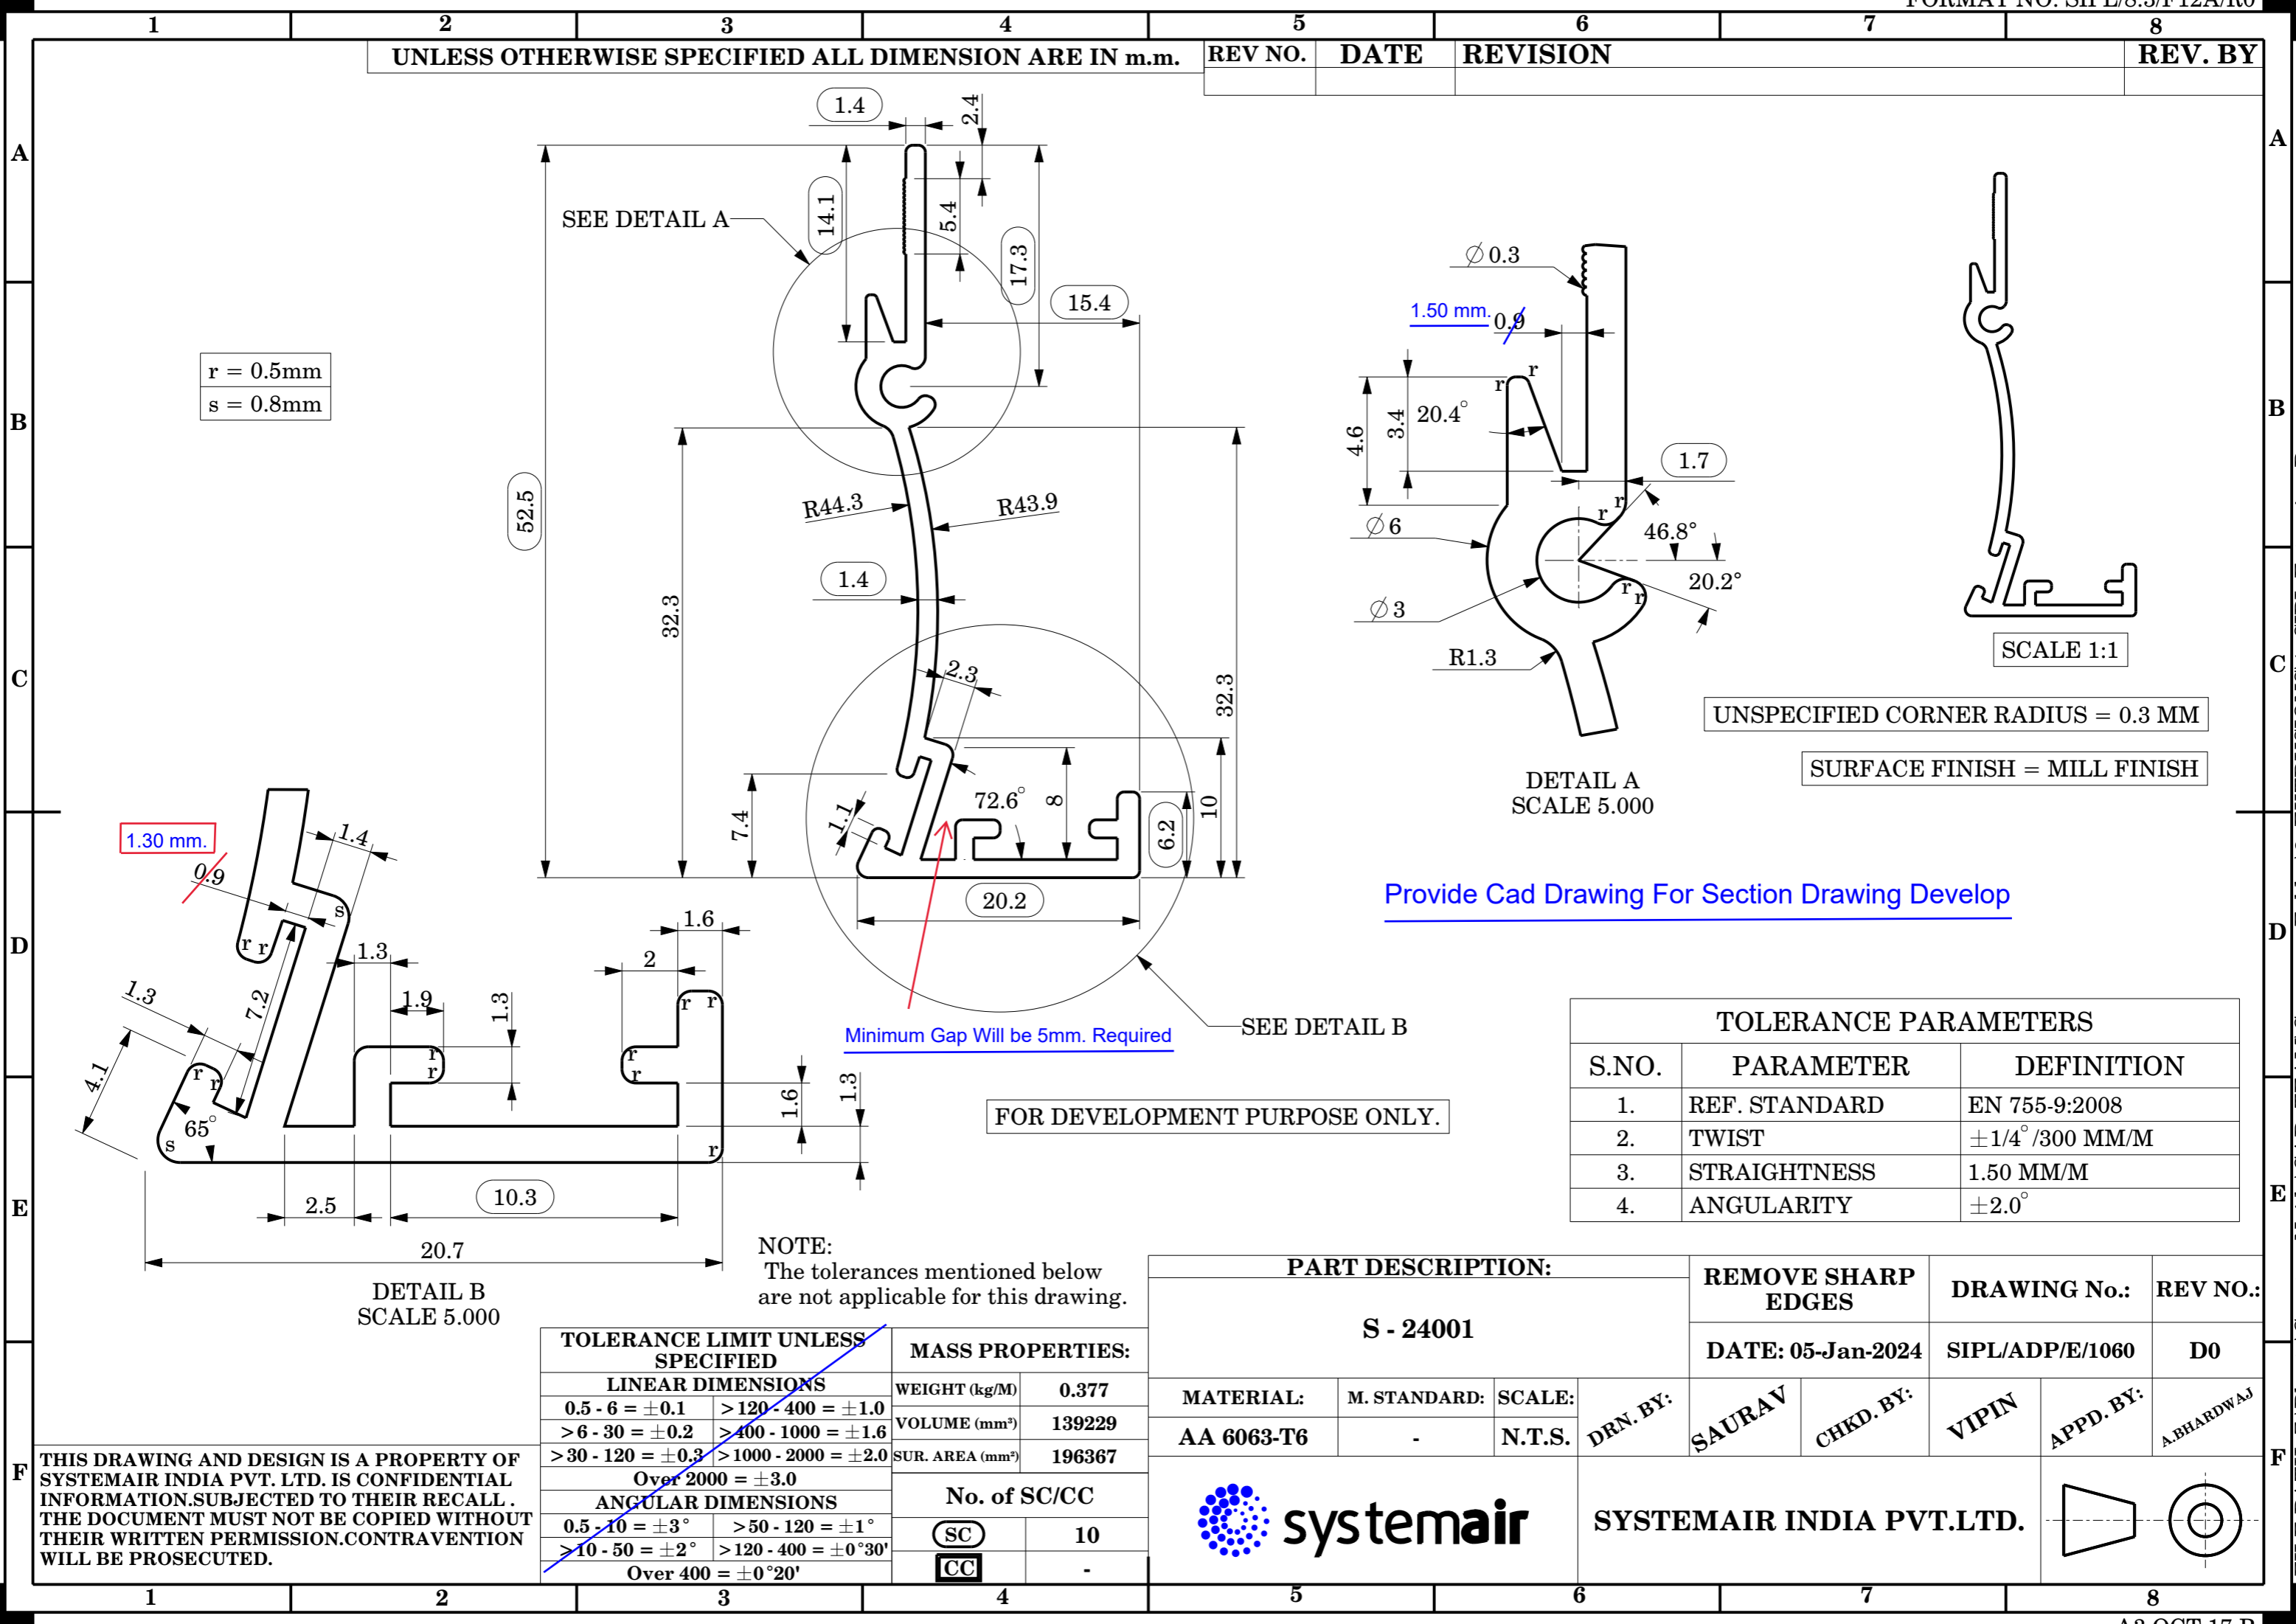 FORMAT NO. SIPL/8.3/F12A/R0
1 2 3 4 5 6 7 8
UNLESS OTHERWISE SPECIFIED ALL DIMENSION ARE IN m.m.
REV NO. DATE REVISION REV. BY
A A
B B
C C
D D
E E
F F
1.4
2.4
14.1
5.4
17.3
15.4
SEE DETAIL A
52.5
32.3
R44.3
R43.9
1.4
2.3
32.3
7.4
1.1
72.6°
8
6.2
10
20.2
r = 0.5mm
s = 0.8mm
Ø 0.3
1.50 mm.
0.9
r r
4.6
3.4
20.4°
1.7
r r
Ø 6
46.8°
20.2°
Ø 3
r r
R1.3
DETAIL A
SCALE 5.000
SCALE 1:1
UNSPECIFIED CORNER RADIUS = 0.3 MM
SURFACE FINISH = MILL FINISH
1.30 mm.
0.9
1.4
s
r r
1.3
1.3
7.2
1.9
1.3
2
1.6
r r
r
r
r
r
4.1
r r
65°
s
r
1.6
1.3
2.5
10.3
20.7
DETAIL B
SCALE 5.000
Minimum Gap Will be 5mm. Required
SEE DETAIL B
Provide Cad Drawing For Section Drawing Develop
FOR DEVELOPMENT PURPOSE ONLY.
TOLERANCE PARAMETERS
S.NO. PARAMETER DEFINITION
1. REF. STANDARD EN 755-9:2008
2. TWIST ±1/4°/300 MM/M
3. STRAIGHTNESS 1.50 MM/M
4. ANGULARITY ±2.0°
NOTE:
The tolerances mentioned below
are not applicable for this drawing.
TOLERANCE LIMIT UNLESS
SPECIFIED
LINEAR DIMENSIONS
0.5 - 6 = ±0.1 >120 - 400 = ±1.0
>6 - 30 = ±0.2 >400 - 1000 = ±1.6
>30 - 120 = ±0.3 >1000 - 2000 = ±2.0
Over 2000 = ±3.0
ANGULAR DIMENSIONS
0.5 - 10 = ±3° >50 - 120 = ±1°
>10 - 50 = ±2° >120 - 400 = ±0°30'
Over 400 = ±0°20'
MASS PROPERTIES:
WEIGHT (kg/M) 0.377
VOLUME (mm³) 139229
SUR. AREA (mm²) 196367
No. of SC/CC
SC 10
CC -
PART DESCRIPTION:
S - 24001
REMOVE SHARP
EDGES
DATE: 05-Jan-2024
DRAWING No.:
SIPL/ADP/E/1060
REV NO.:
D0
MATERIAL: M. STANDARD: SCALE:
AA 6063-T6 - N.T.S.
DRN. BY: SAURAV CHKD. BY: VIPIN APPD. BY: A.BHARDWAJ
systemair
SYSTEMAIR INDIA PVT.LTD.
THIS DRAWING AND DESIGN IS A PROPERTY OF
SYSTEMAIR INDIA PVT. LTD. IS CONFIDENTIAL
INFORMATION.SUBJECTED TO THEIR RECALL .
THE DOCUMENT MUST NOT BE COPIED WITHOUT
THEIR WRITTEN PERMISSION.CONTRAVENTION
WILL BE PROSECUTED.
1 2 3 4 5 6 7 8